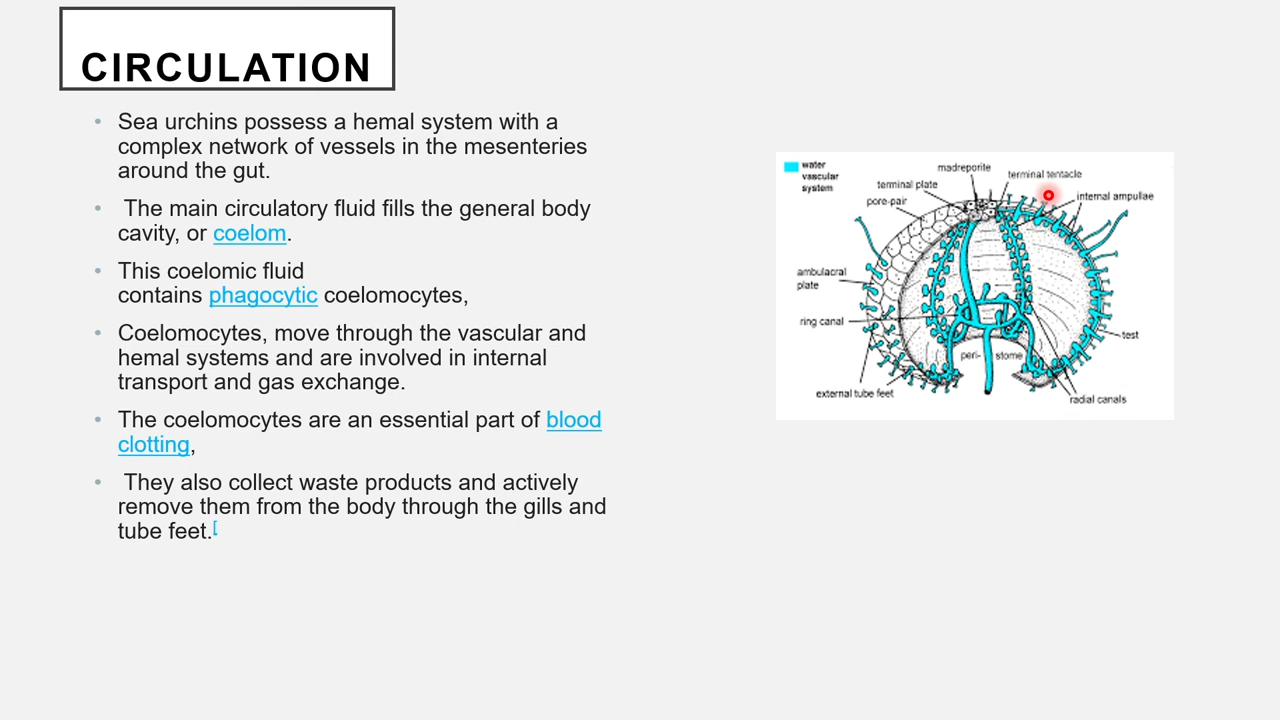 CIRCULATION
• Sea urchins possess a hemal system with a
complex network of vessels in the mesenteries
around the gut.
• The main circulatory fluid fills the general body
cavity, or coelom.
• This coelomic fluid
contains phagocytic coelomocytes,
• Coelomocytes, move through the vascular and
hemal systems and are involved in internal
transport and gas exchange.
• The coelomocytes are an essential part of blood
clotting,
• They also collect waste products and actively
remove them from the body through the gills and
tube feet.[
water
vascular
system
madreporite
terminal tentacle
terminal plate
internal ampullae
pore-pair
ambulacral
plate
ring canal
test
peri- stome
external tube feet
radial canals